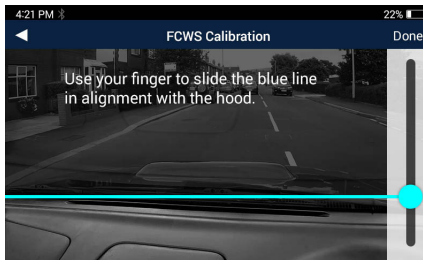 4:21 PM 22%
FCWS Calibration Done
Use your finger to slide the blue line
in alignment with the hood.